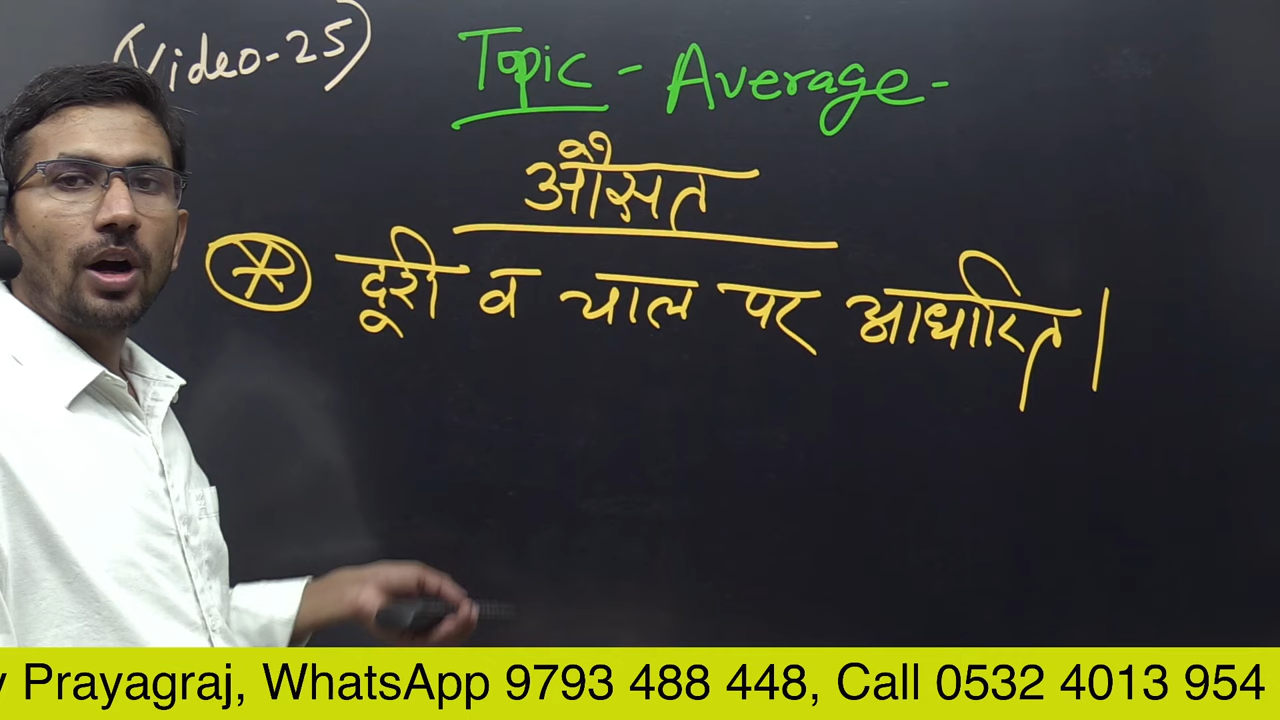 (Video-25)
Topic - Average -
औसत
दूरी व चाल पर आधारित।
y Prayagraj, WhatsApp 9793 488 448, Call 0532 4013 954